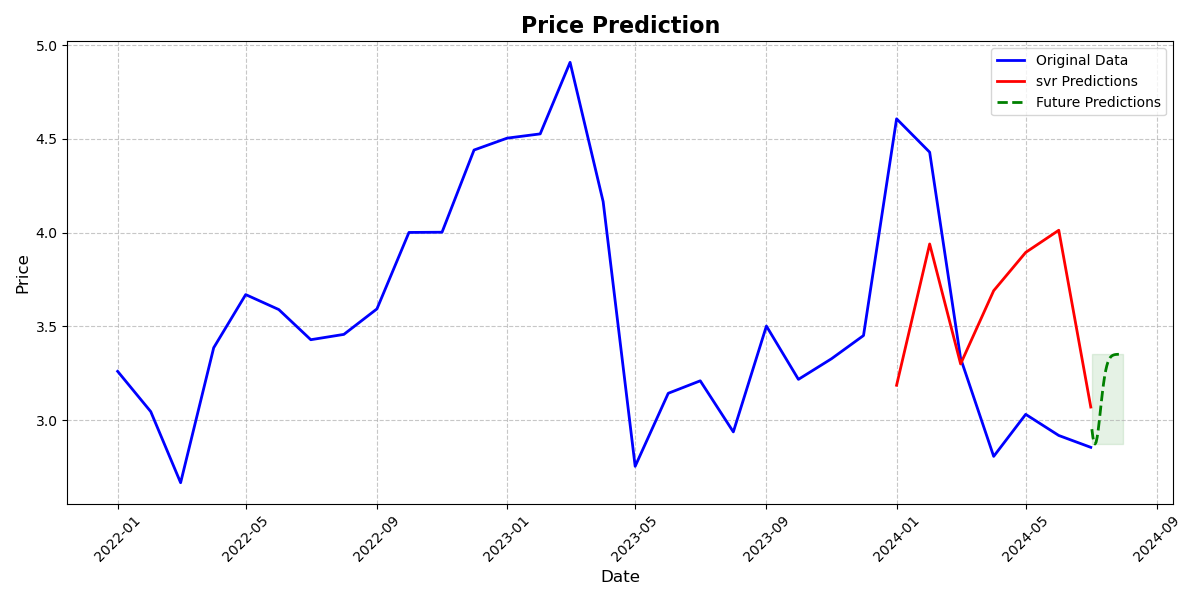 Price Prediction
Original Data
svr Predictions
Future Predictions
Price
5.0
4.5
4.0
3.5
3.0
2022-01
2022-05
2022-09
2023-01
2023-05
2023-09
2024-01
2024-05
2024-09
Date